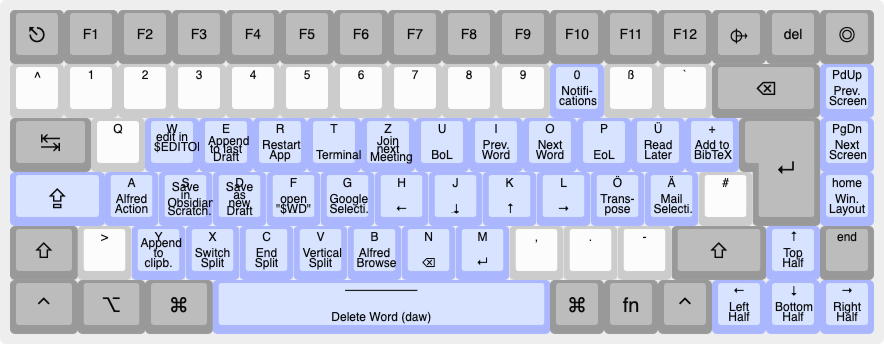 F1 F2 F3 F4 F5 F6 F7 F8 F9 F10 F11 F12 del
^ 1 2 3 4 5 6 7 8 9 0 ß ` ⌫ PdUp
Notifi-
cations
Prev.
Screen
Q W E R T Z U I O P Ü + PgDn
edit in
$EDITO
Append
to last
Draft
Restart
App
Terminal
Join
next
Meeting
BoL
Prev.
Word
Next
Word
EoL
Read
Later
Add to
BibTeX
Next
Screen
A S D F G H J K L Ö Ä # home
Alfred
Action
Save
in
Obsidian
Scratch.
Save
as
new
Draft
open
"$WD"
Google
Selecti.
← ↓ ↑ →
Trans-
pose
Mail
Selecti.
Win.
Layout
> Y X C V B N M , . - ↑ end
Append
to
clipb.
Switch
Split
End
Split
Vertical
Split
Alfred
Browse
⌫ ↵
Top
Half
^ ⌥ ⌘ ⌘ fn ^ ← ↓ →
Delete Word (daw)
Left
Half
Bottom
Half
Right
Half